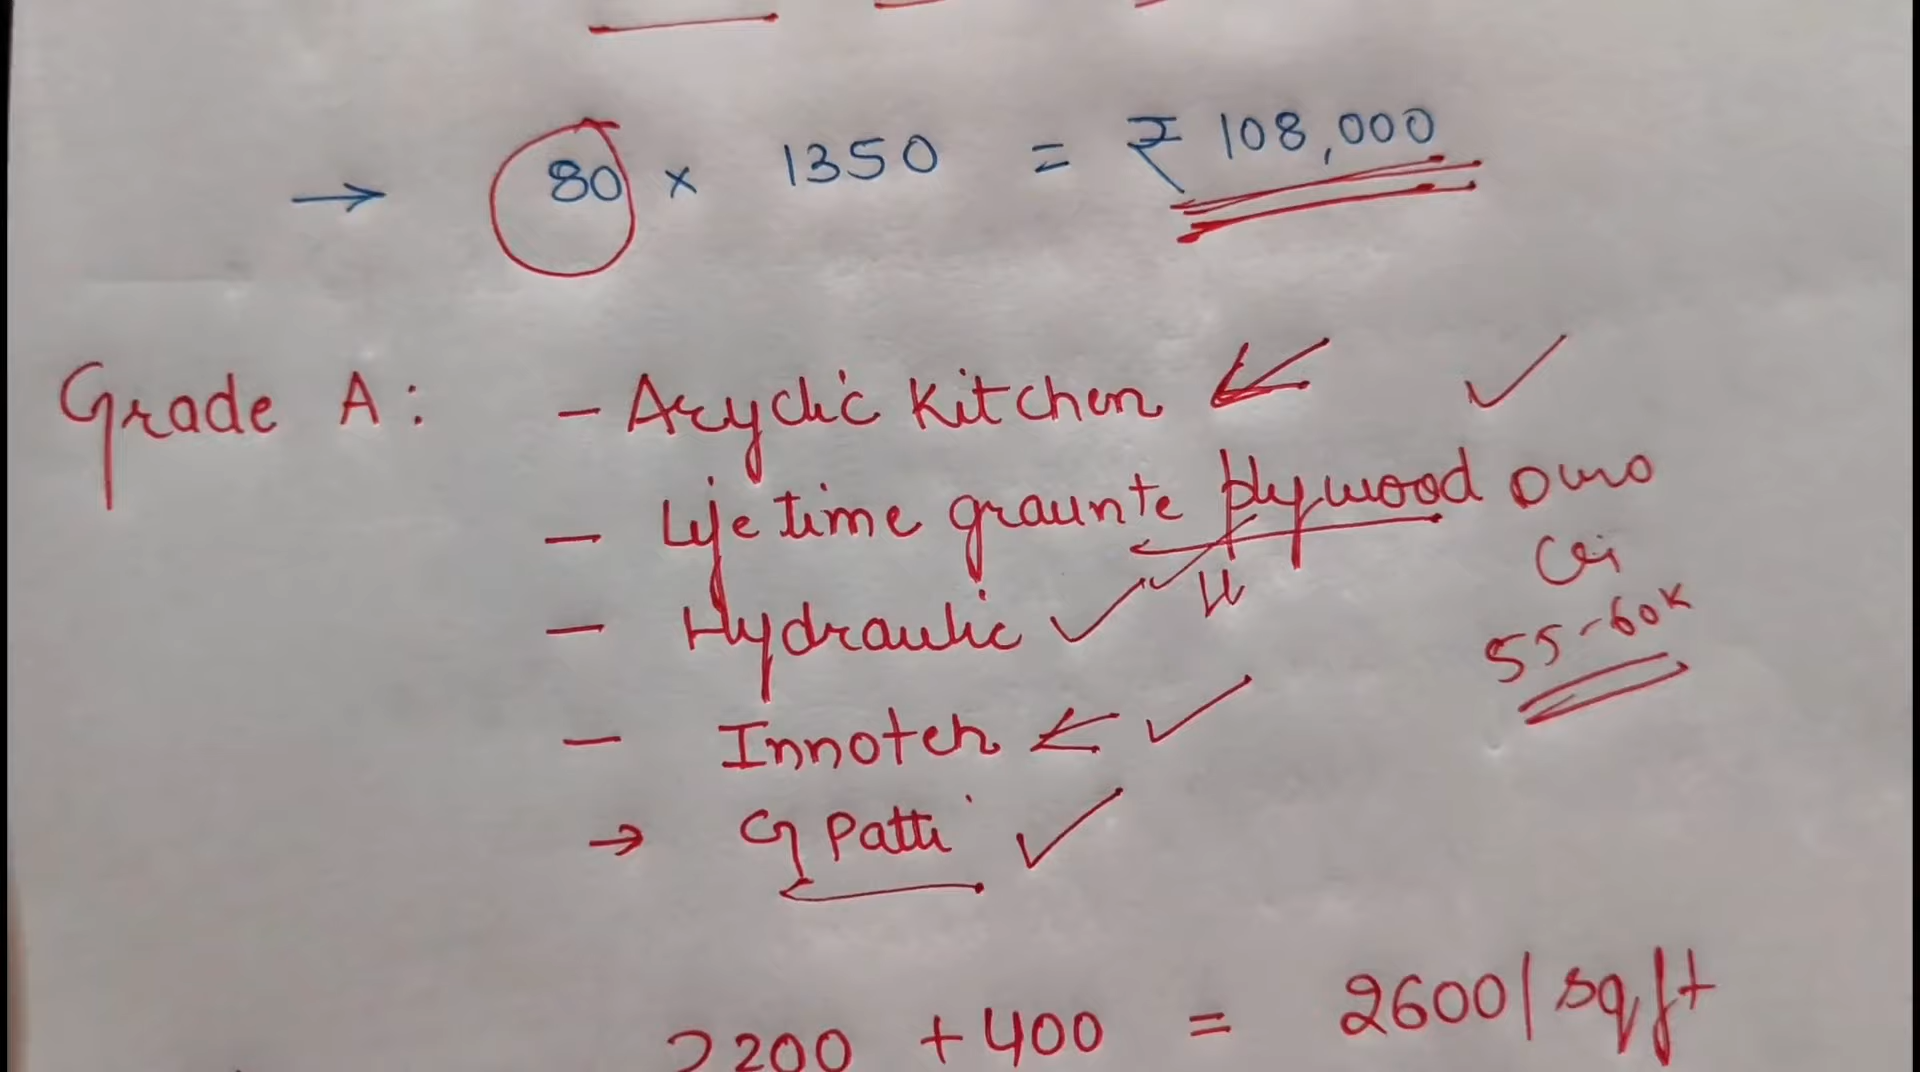 → 80 x 1350 = ₹ 108,000
Grade A: - Acyclic Kitchen
- Life time graunte plywood
- Hydraulic
55-60K
- Innotech
→ G Patti
2200 + 400 = 2600/sqft